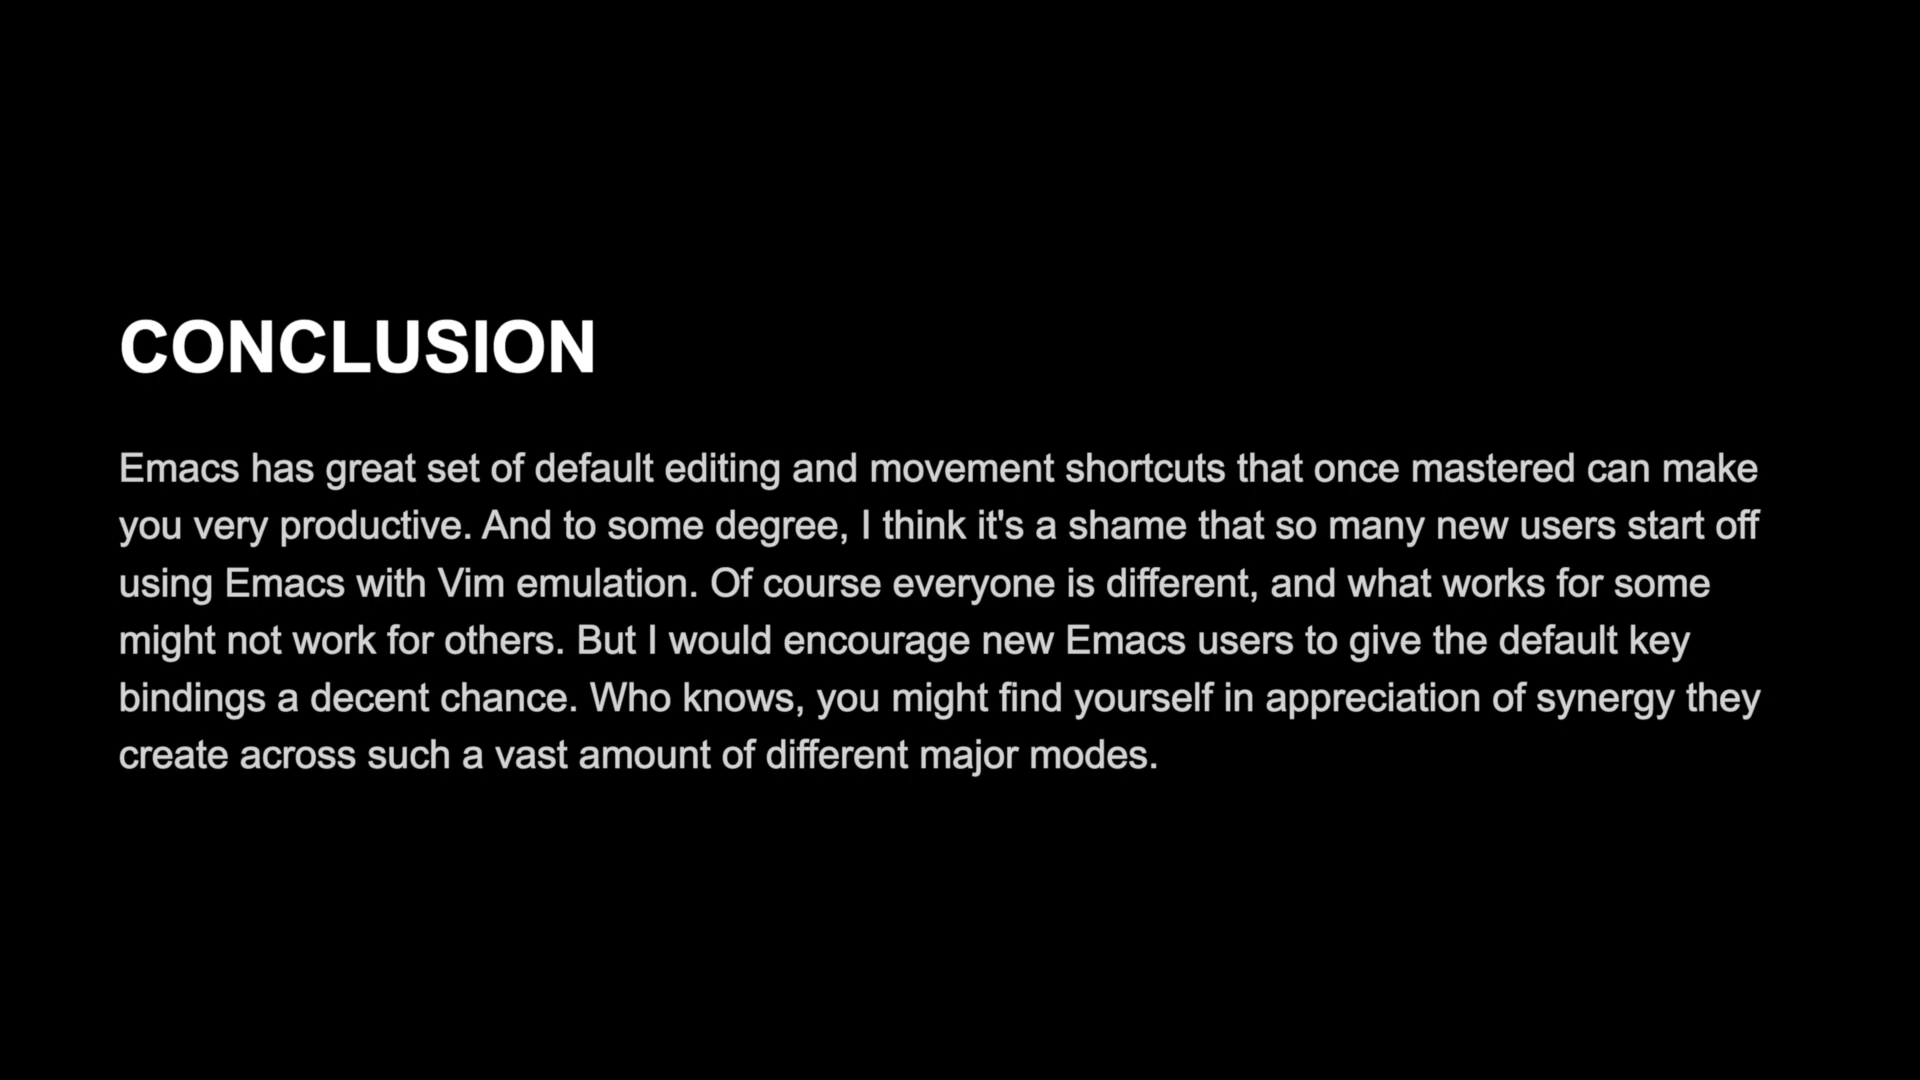 CONCLUSION
Emacs has great set of default editing and movement shortcuts that once mastered can make
you very productive. And to some degree, I think it's a shame that so many new users start off
using Emacs with Vim emulation. Of course everyone is different, and what works for some
might not work for others. But I would encourage new Emacs users to give the default key
bindings a decent chance. Who knows, you might find yourself in appreciation of synergy they
create across such a vast amount of different major modes.